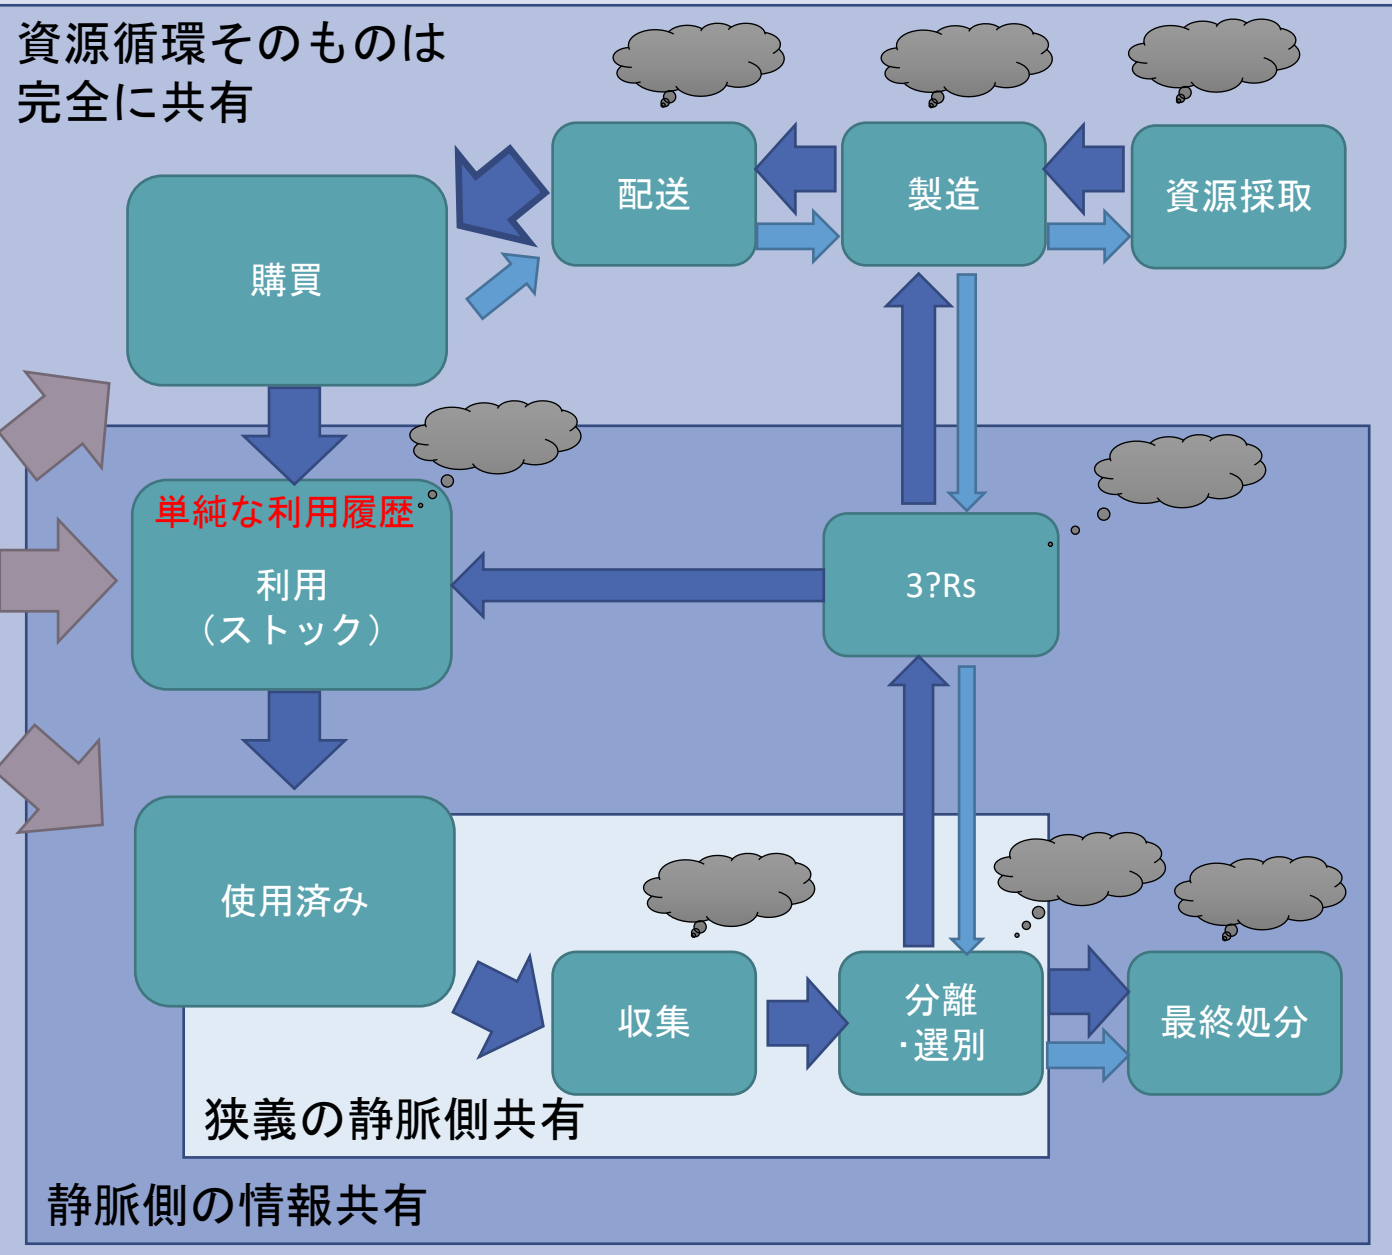 資源循環そのものは
完全に共有
配送
製造
資源採取
購買
単純な利用履歴
利用
（ストック）
3?Rs
使用済み
収集
分離
・選別
最終処分
狭義の静脈側共有
静脈側の情報共有